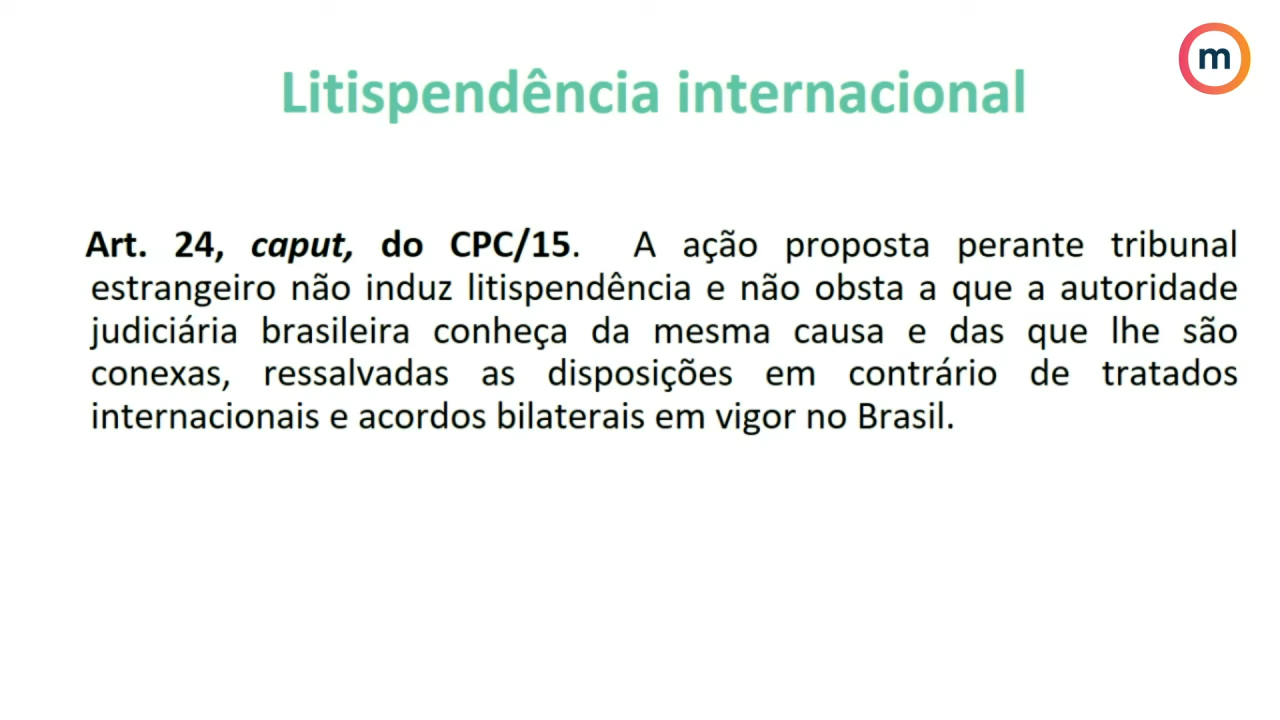 m
Litispendência internacional
Art. 24, caput, do CPC/15. A ação proposta perante tribunal
estrangeiro não induz litispendência e não obsta a que a autoridade
judiciária brasileira conheça da mesma causa e das que lhe são
conexas, ressalvadas as disposições em contrário de tratados
internacionais e acordos bilaterais em vigor no Brasil.